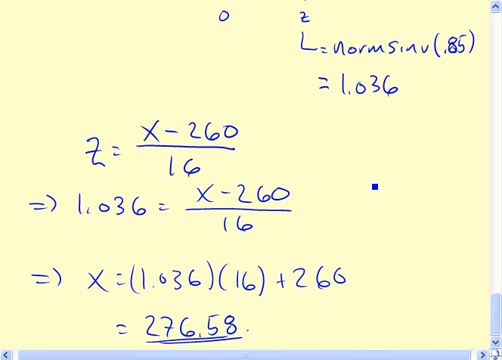 0 z
L = normsinv(.85)
= 1.036
z = x - 260
16
=> 1.036 = x - 260
16
=> x = (1.036)(16) + 260
= 276.58.